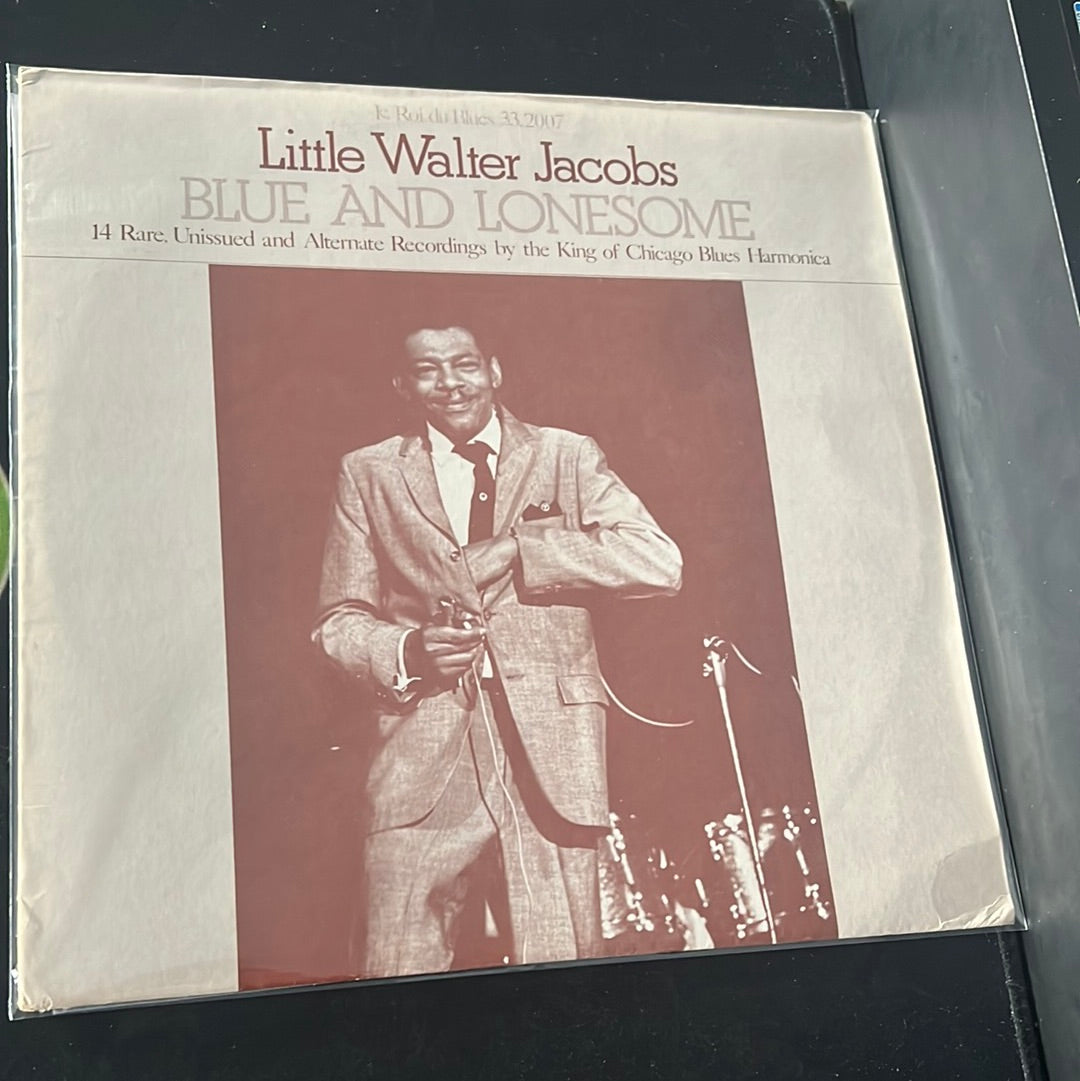 le Roi du Blues 33.2007
Little Walter Jacobs
BLUE AND LONESOME
14 Rare, Unissued and Alternate Recordings by the King of Chicago Blues Harmonica